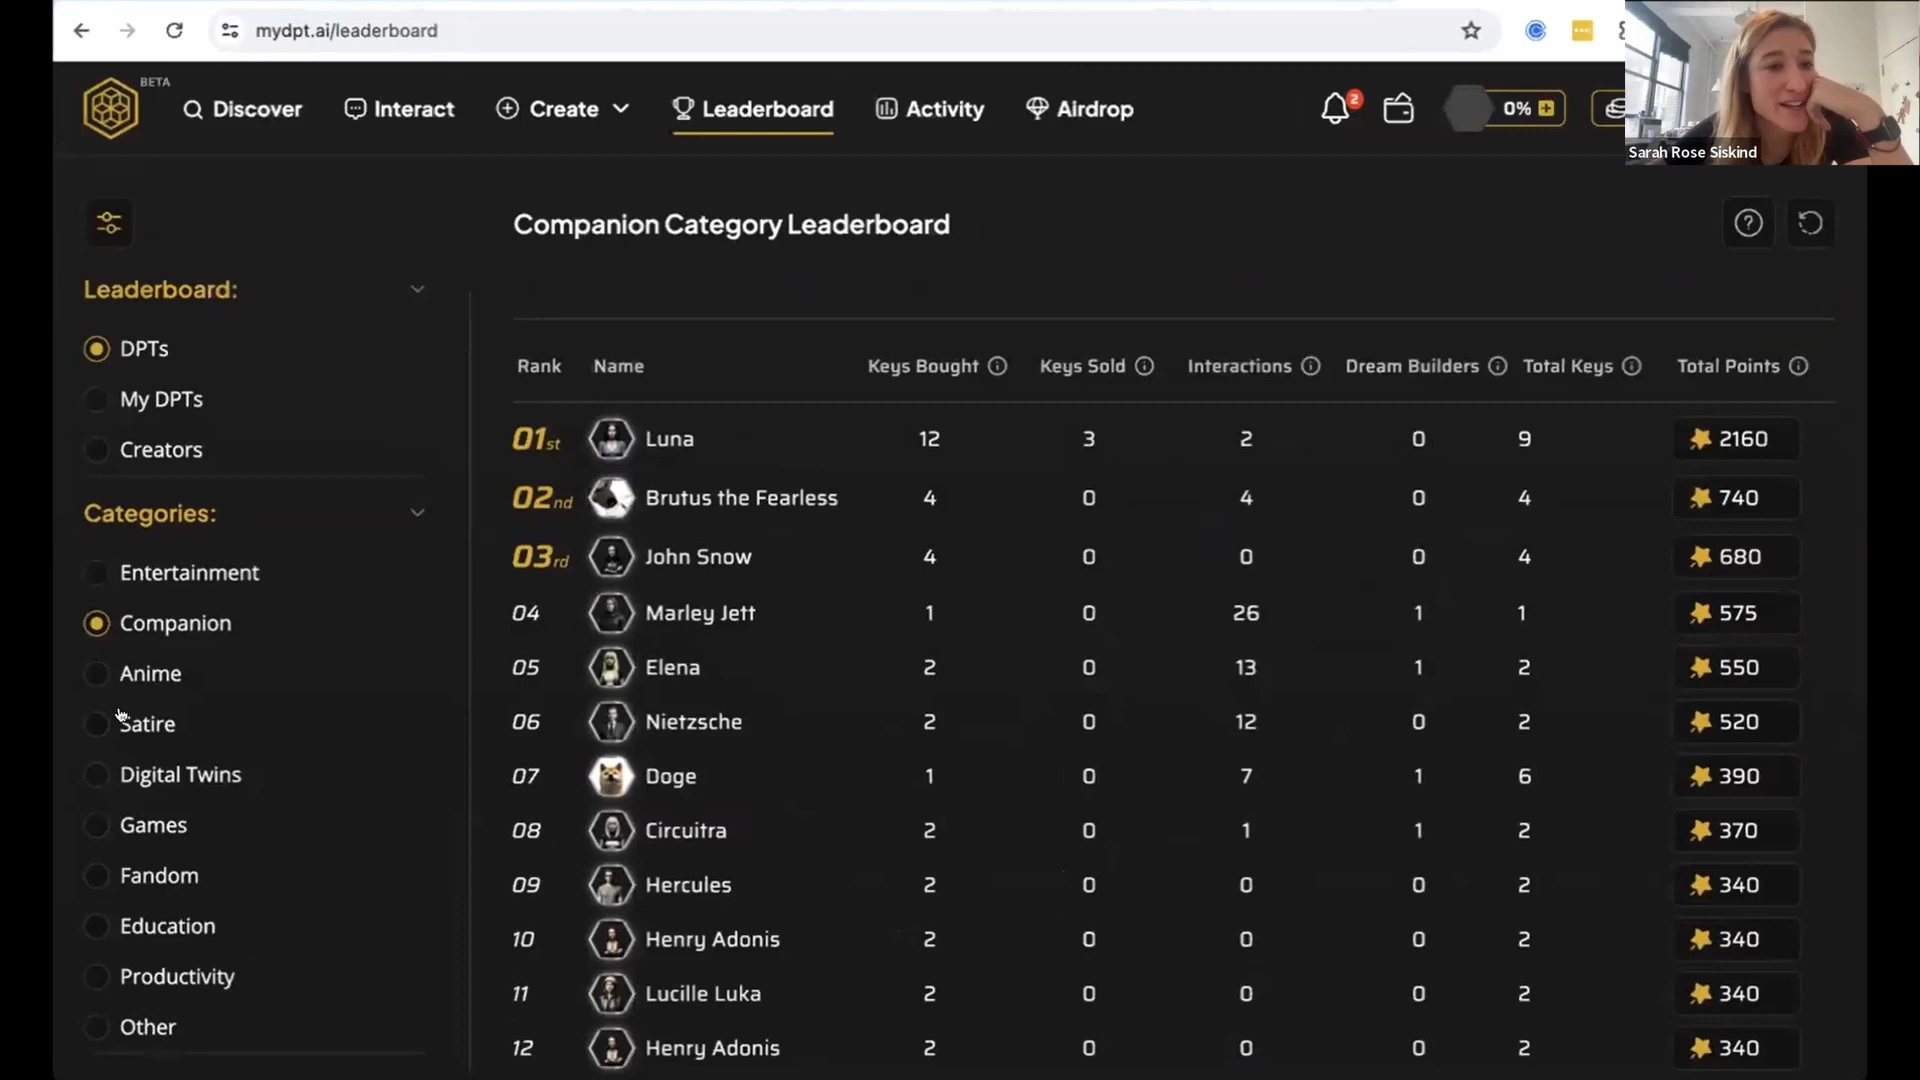 mydpt.ai/leaderboard
BETA
Discover
Interact
Create
Leaderboard
Activity
Airdrop
2
0%
Sarah Rose Siskind
Companion Category Leaderboard
Leaderboard:
DPTs
My DPTs
Creators
Categories:
Entertainment
Companion
Anime
Satire
Digital Twins
Games
Fandom
Education
Productivity
Other
Rank Name Keys Bought Keys Sold Interactions Dream Builders Total Keys Total Points
01st Luna 12 3 2 0 9 2160
02nd Brutus the Fearless 4 0 4 0 4 740
03rd John Snow 4 0 0 0 4 680
04 Marley Jett 1 0 26 1 1 575
05 Elena 2 0 13 1 2 550
06 Nietzsche 2 0 12 0 2 520
07 Doge 1 0 7 1 6 390
08 Circuitra 2 0 1 1 2 370
09 Hercules 2 0 0 0 2 340
10 Henry Adonis 2 0 0 0 2 340
11 Lucille Luka 2 0 0 0 2 340
12 Henry Adonis 2 0 0 0 2 340